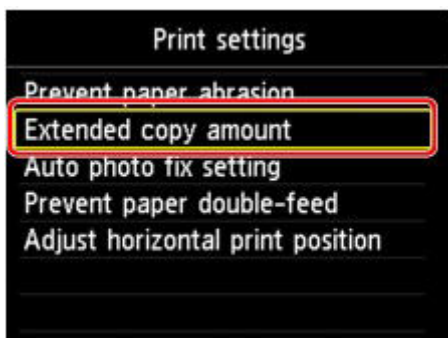 Print settings
Prevent paper abrasion
Extended copy amount
Auto photo fix setting
Prevent paper double-feed
Adjust horizontal print position